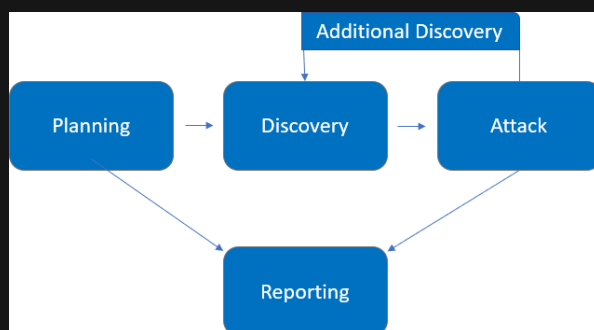 Additional Discovery
Planning
Discovery
Attack
Reporting